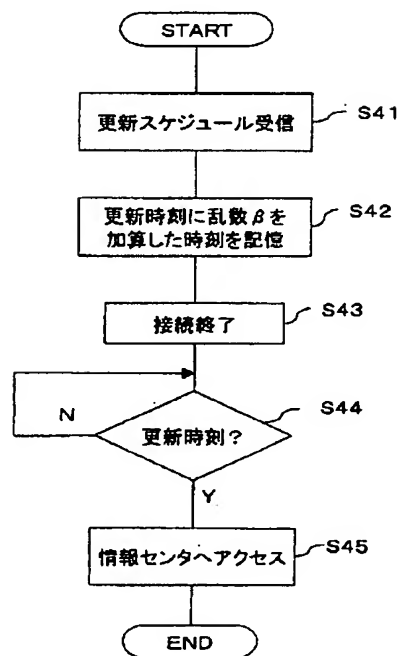 START
更新スケジュール受信
S41
更新時刻に乱数βを
加算した時刻を記憶
S42
接続終了
S43
更新時刻?
S44
N
Y
情報センタへアクセス
S45
END